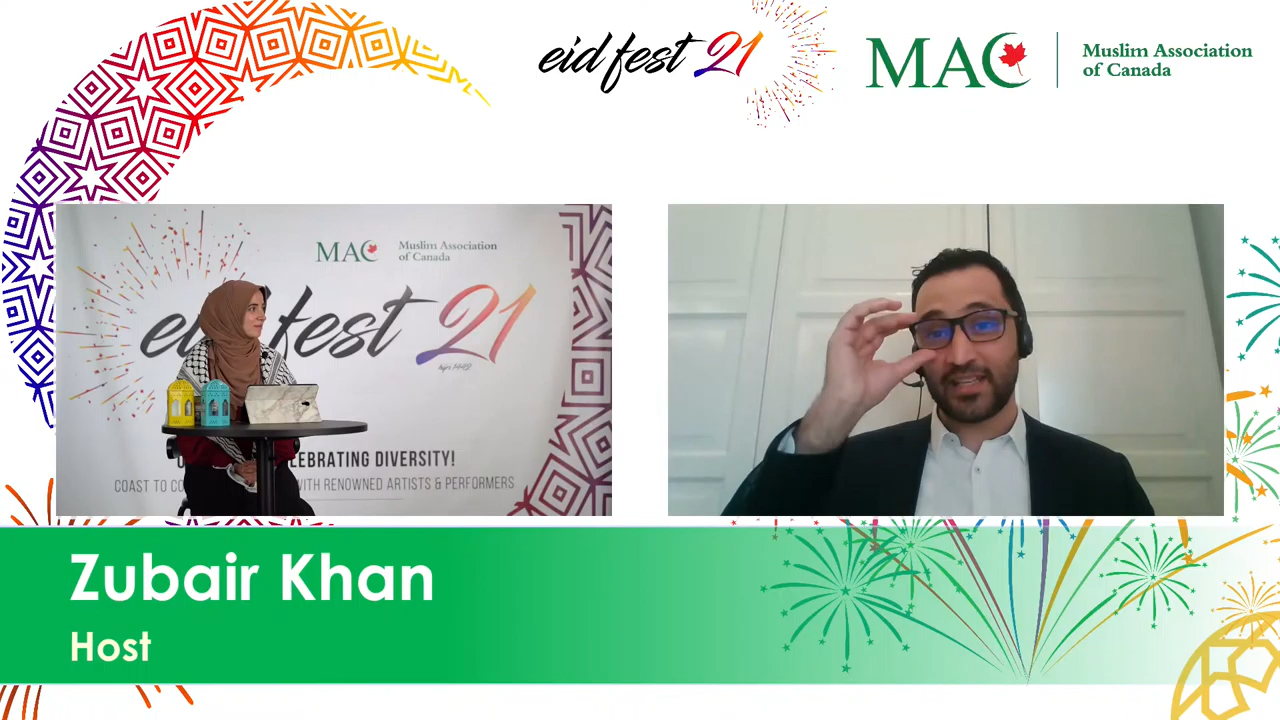 eid fest 21
MAC
Muslim Association
of Canada
MAC
Muslim Association
of Canada
fest 21
LEBRATING DIVERSITY!
COAST TO CO WITH RENOWNED ARTISTS & PERFORMERS
Zubair Khan
Host